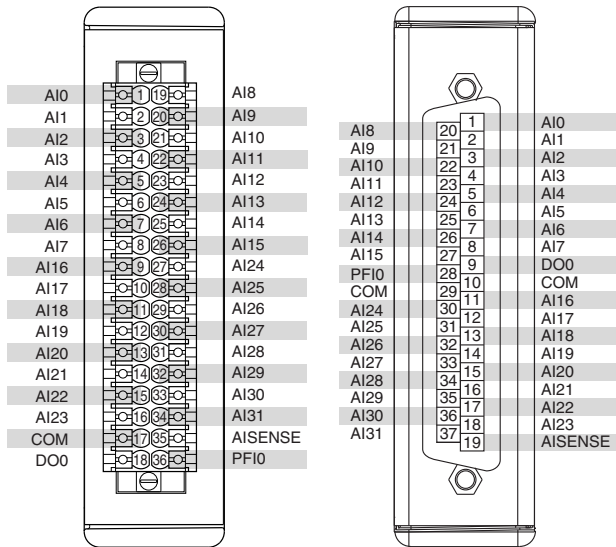 AI0 1 19 AI8
AI1 2 20 AI9
AI2 3 21 AI10
AI3 4 22 AI11
AI4 5 23 AI12
AI5 6 24 AI13
AI6 7 25 AI14
AI7 8 26 AI15
AI16 9 27 AI24
AI17 10 28 AI25
AI18 11 29 AI26
AI19 12 30 AI27
AI20 13 31 AI28
AI21 14 32 AI29
AI22 15 33 AI30
AI23 16 34 AI31
COM 17 35 AISENSE
DO0 18 36 PFI0
1 AI0
AI8 20
2 AI1
AI9 21
3 AI2
AI10 22
4 AI3
AI11 23
5 AI4
AI12 24
6 AI5
AI13 25
7 AI6
AI14 26
8 AI7
AI15 27
9 DO0
PFI0 28
10 COM
COM 29
11 AI16
AI24 30
12 AI17
AI25 31
13 AI18
AI26 32
14 AI19
AI27 33
15 AI20
AI28 34
16 AI21
AI29 35
17 AI22
AI30 36
18 AI23
AI31 37
19 AISENSE